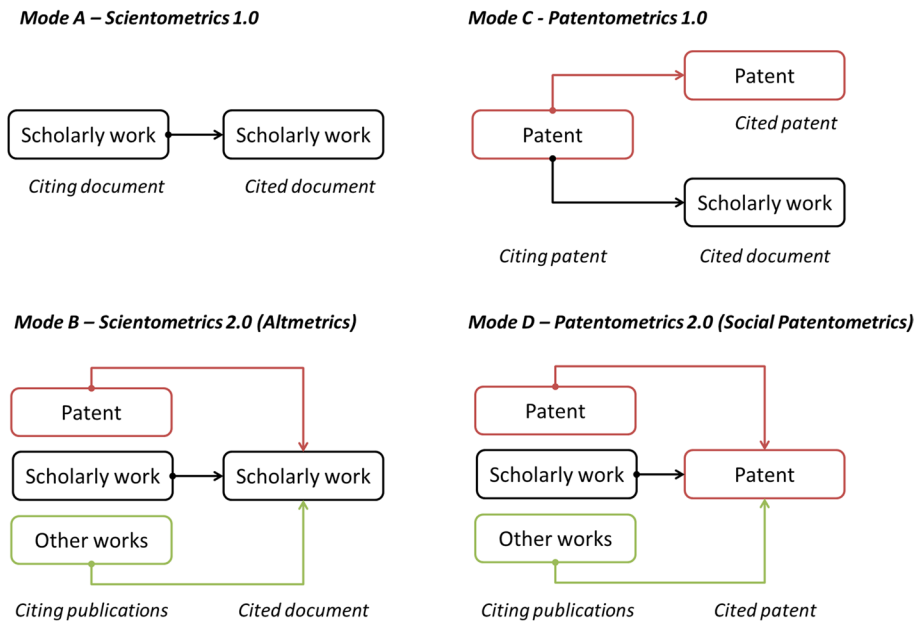 Mode A – Scientometrics 1.0
Scholarly work
Scholarly work
Citing document
Cited document
Mode C - Patentometrics 1.0
Patent
Cited patent
Patent
Scholarly work
Citing patent
Cited document
Mode B – Scientometrics 2.0 (Altmetrics)
Patent
Scholarly work
Scholarly work
Other works
Citing publications
Cited document
Mode D – Patentometrics 2.0 (Social Patentometrics)
Patent
Scholarly work
Patent
Other works
Citing publications
Cited patent